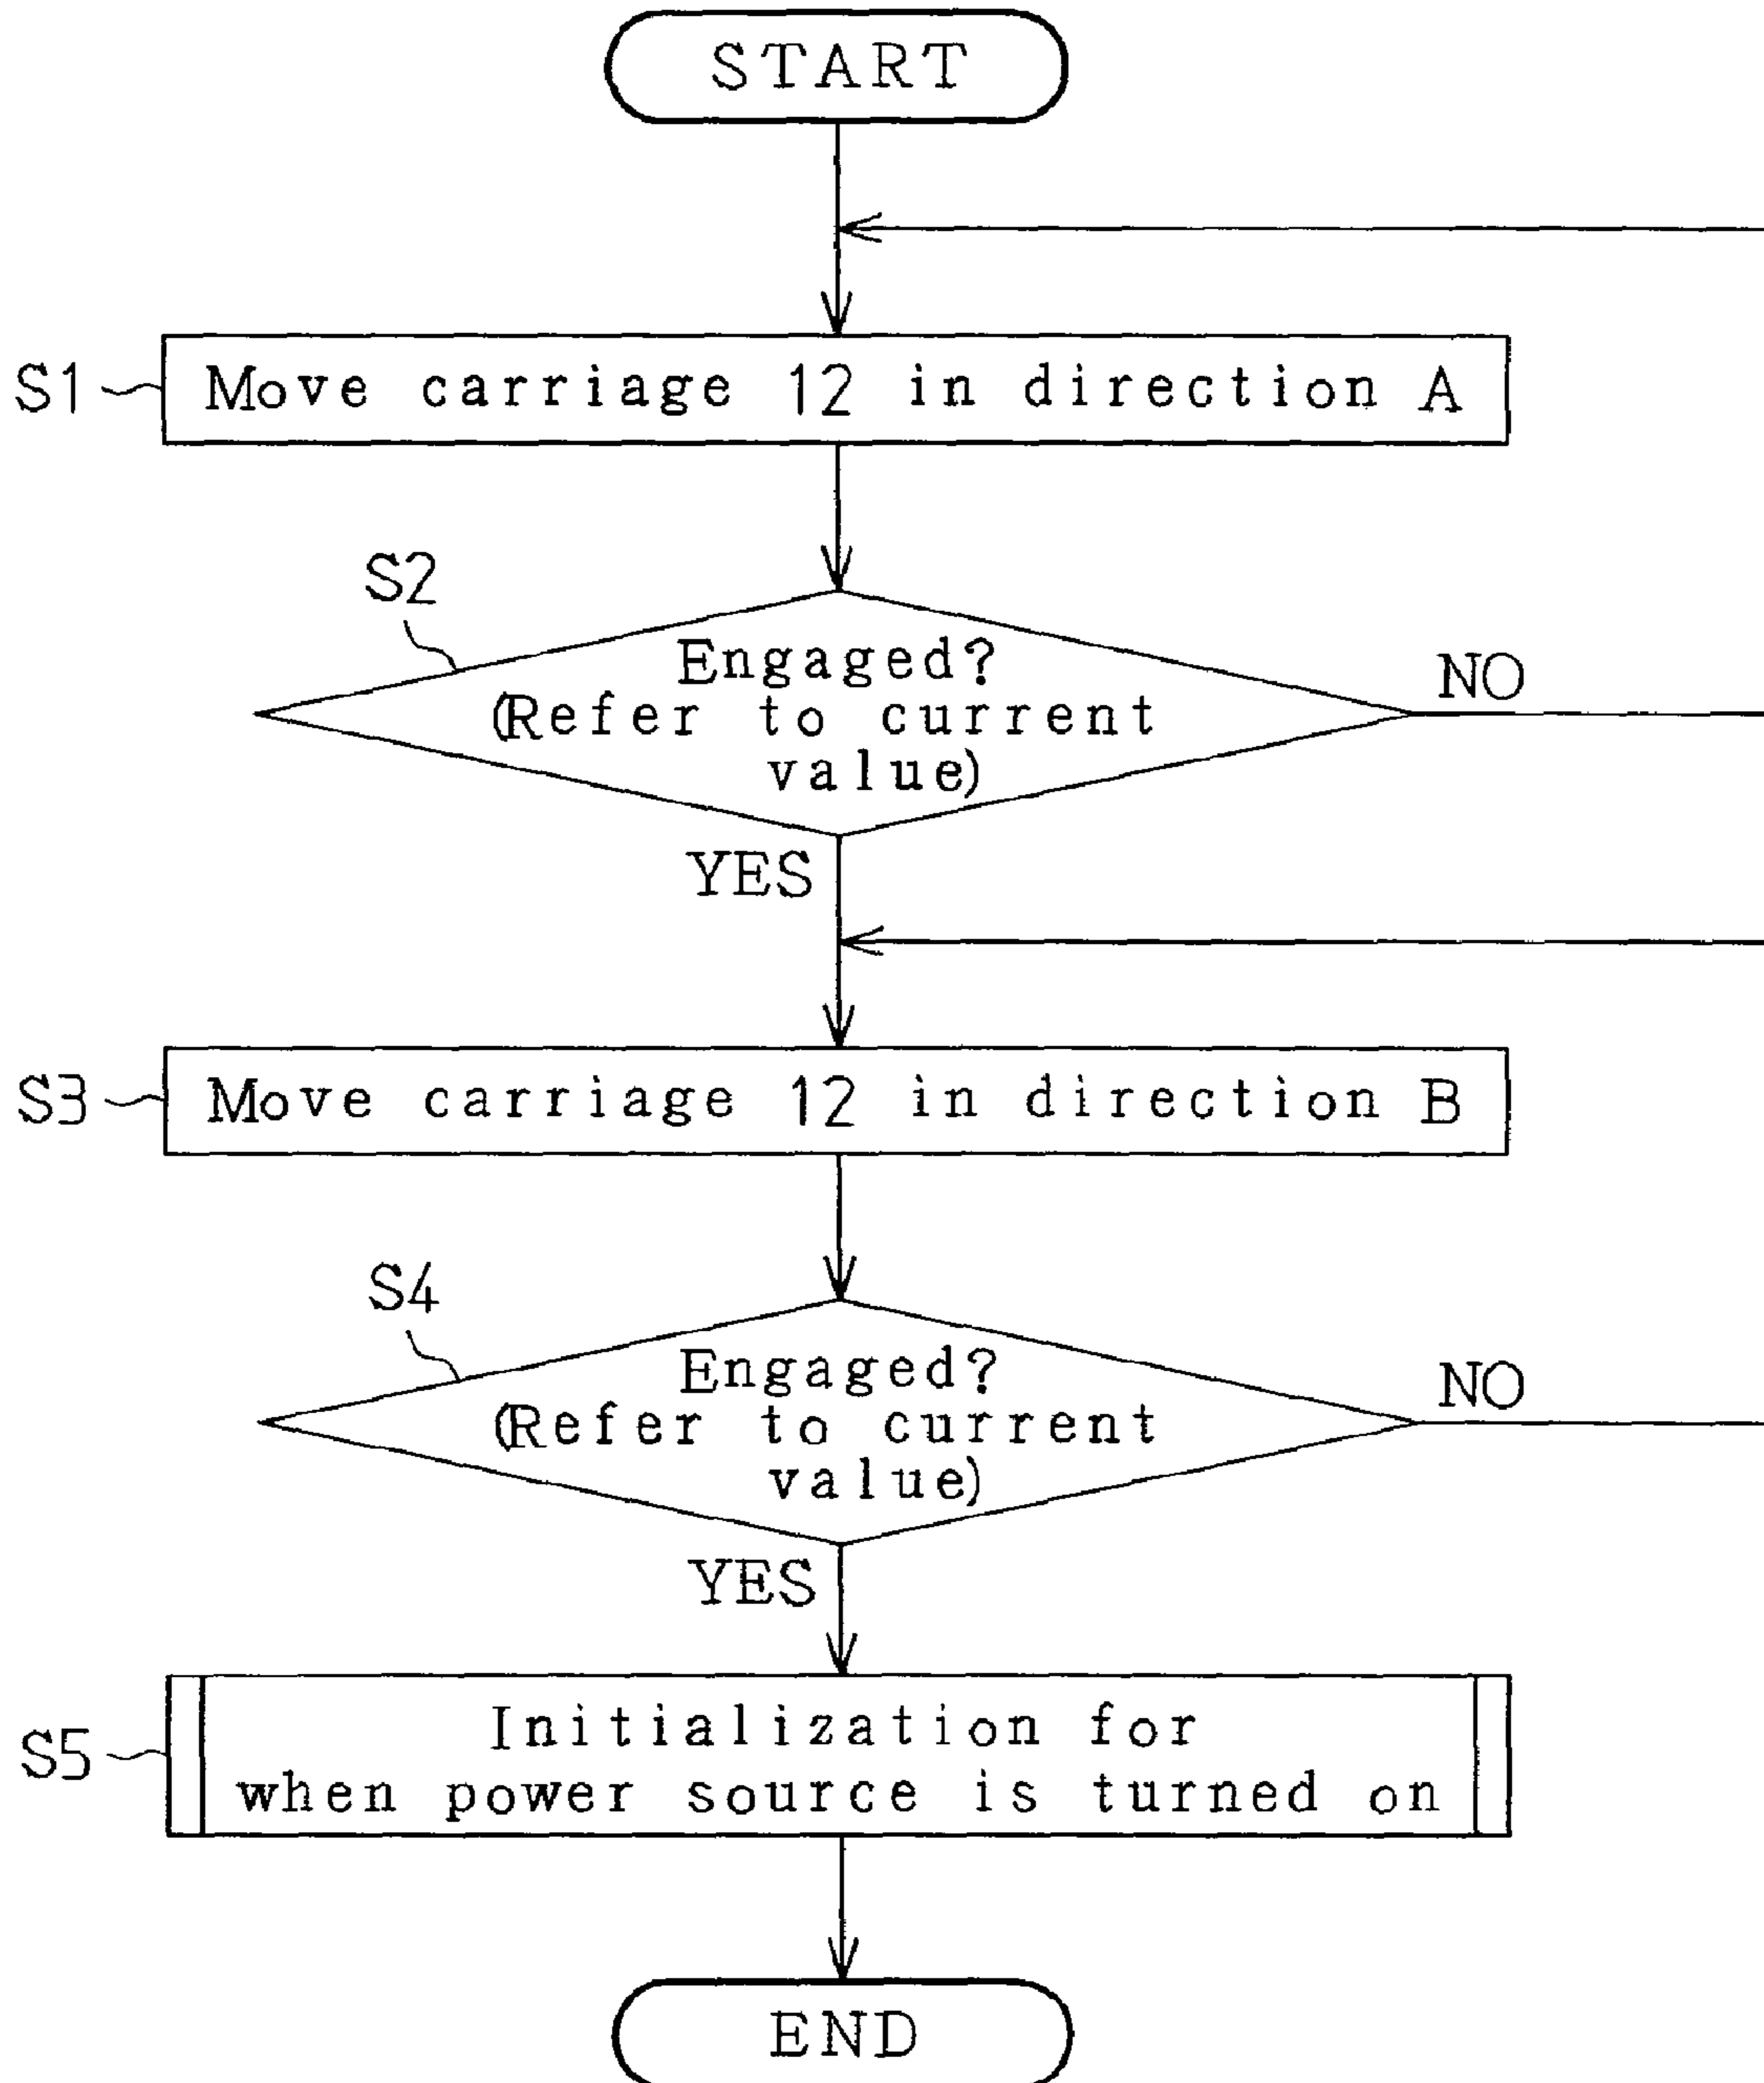 START
S1
Move carriage 12 in direction A
S2
Engaged?
(Refer to current
value)
NO
YES
S3
Move carriage 12 in direction B
S4
Engaged?
(Refer to current
value)
NO
YES
S5
Initialization for
when power source is turned on
END